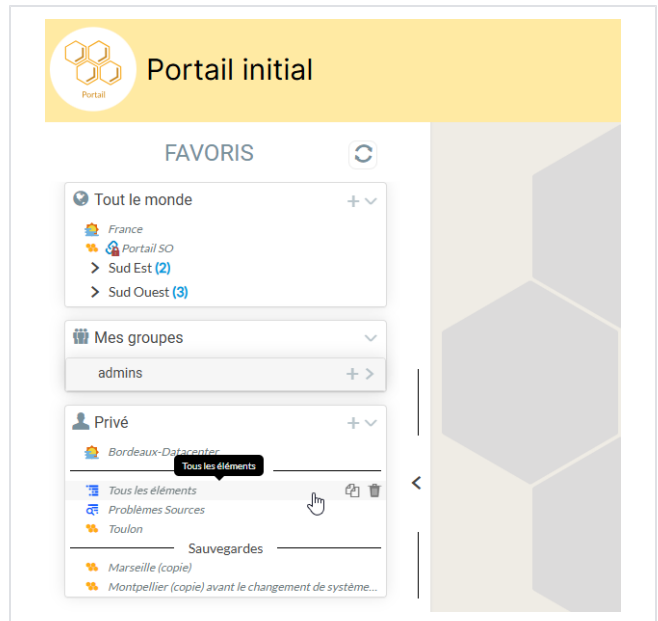 Portail
Portail initial
FAVORIS
Tout le monde
France
Portail SO
Sud Est (2)
Sud Ouest (3)
Mes groupes
admins
Privé
Bordeaux-Datacenter
Tous les éléments
Tous les éléments
Problèmes Sources
Toulon
Sauvegardes
Marseille (copie)
Montpellier (copie) avant le changement de système...